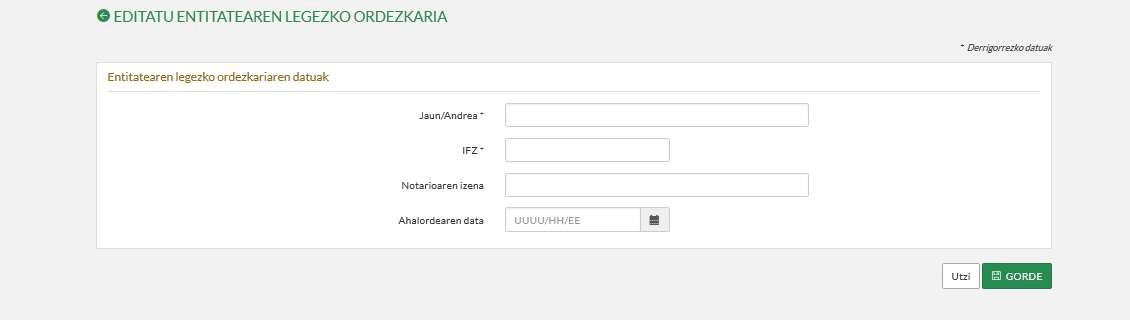 EDITATU ENTITATEAREN LEGEZKO ORDEZKARIA
* Derrigorrezko datuak
Entitatearen legezko ordezkariaren datuak
Jaun/Andrea *
IFZ *
Notarioaren izena
Ahalordearen data UUUU/HH/EE
Utzi GORDE